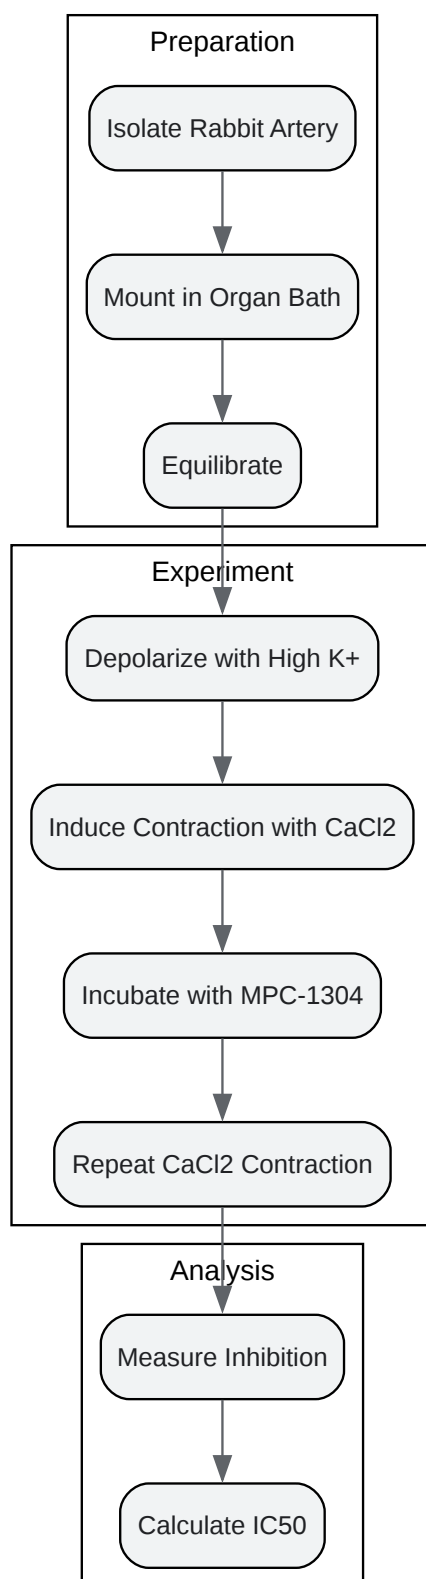 Preparation
Isolate Rabbit Artery
Mount in Organ Bath
Equilibrate
Experiment
Depolarize with High K+
Induce Contraction with CaCl2
Incubate with MPC-1304
Repeat CaCl2 Contraction
Analysis
Measure Inhibition
Calculate IC50